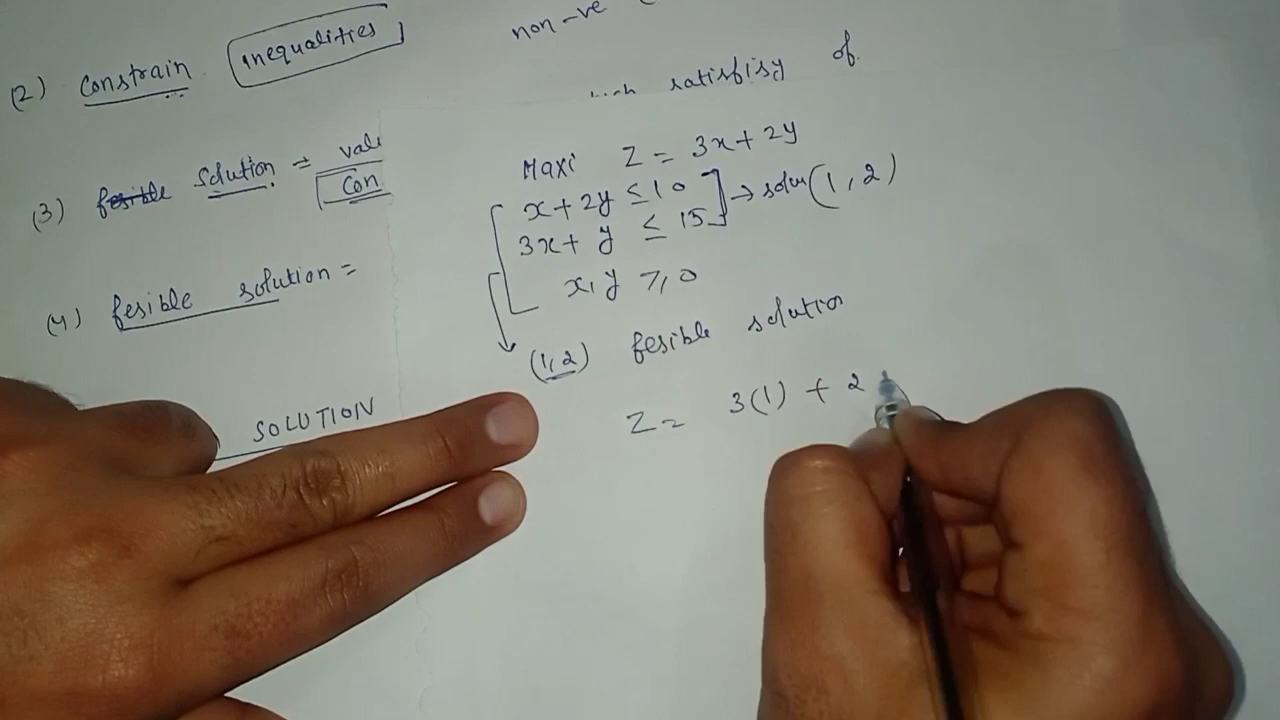 (2) Constrain inequalities
non-ve
satisfisy of
(3) fesible solution = vale
Con
(4) fesible solution =
SOLUTION
Maxi Z = 3x + 2y
x + 2y ≤ 10
3x + y ≤ 15 → soln (1, 2)
x, y ≥ 0
(1, 2) fesible solution
Z = 3(1) + 2